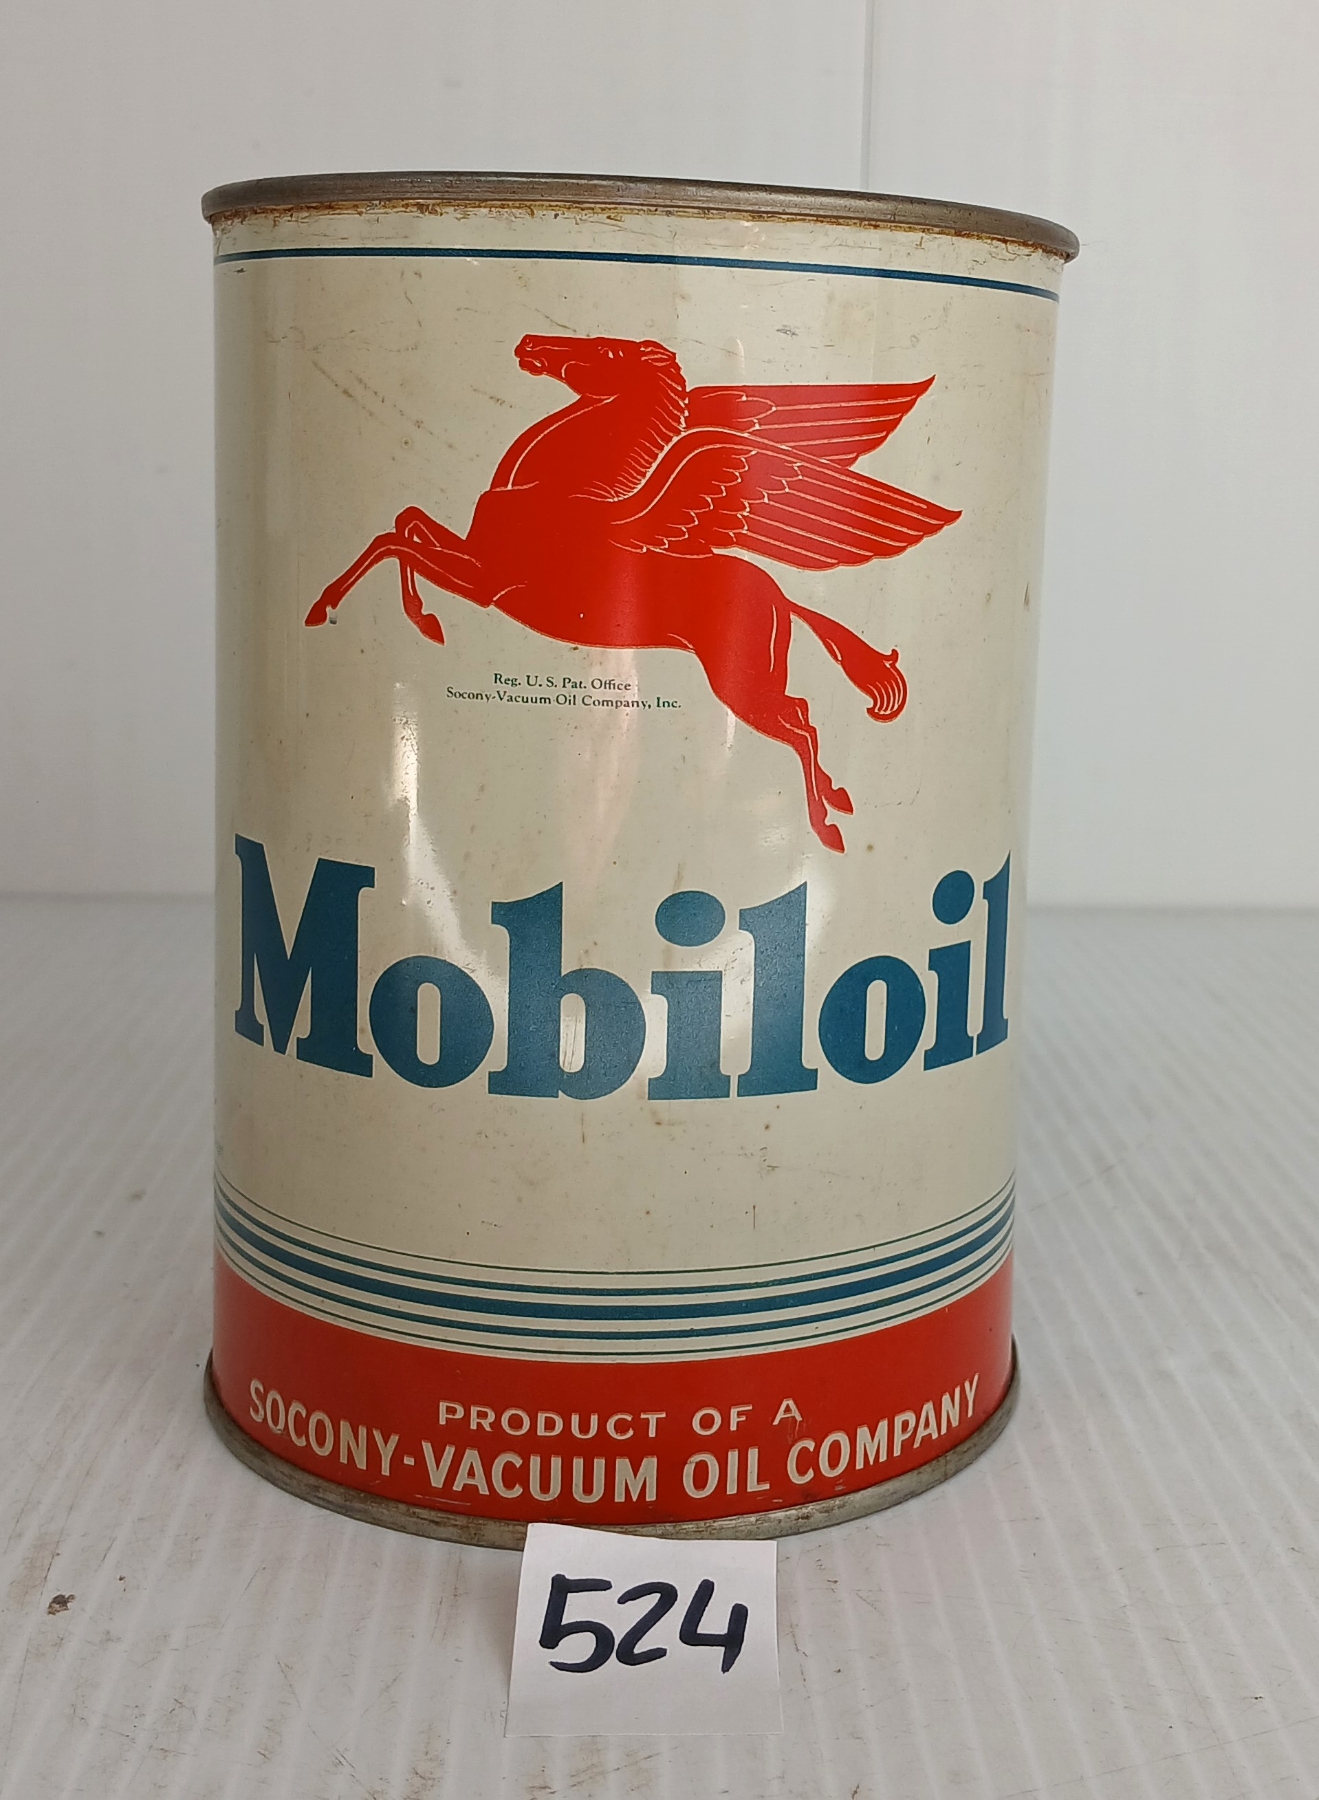 Reg. U. S. Pat. Office
Socony-Vacuum Oil Company, Inc.
Mobiloil
PRODUCT OF A
SOCONY-VACUUM OIL COMPANY
524